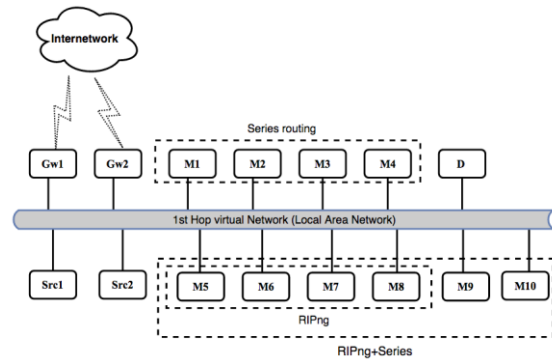 Internetwork
Series routing
Gw1 Gw2 M1 M2 M3 M4 D
1st Hop virtual Network (Local Area Network)
Src1 Src2 M5 M6 M7 M8 M9 M10
RIPng
RIPng+Series